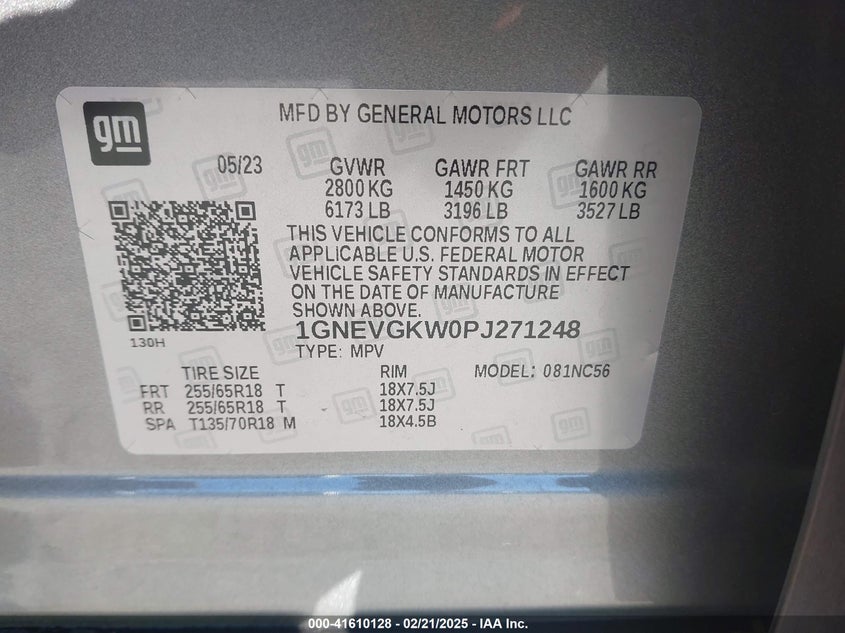 gm
MFD BY GENERAL MOTORS LLC
05/23 GVWR GAWR FRT GAWR RR
2800 KG 1450 KG 1600 KG
6173 LB 3196 LB 3527 LB
THIS VEHICLE CONFORMS TO ALL
APPLICABLE U.S. FEDERAL MOTOR
VEHICLE SAFETY STANDARDS IN EFFECT
ON THE DATE OF MANUFACTURE
SHOWN ABOVE.
1GNEVGKW0PJ271248
130H
TYPE: MPV
TIRE SIZE RIM MODEL: 081NC56
FRT 255/65R18 T 18X7.5J
RR 255/65R18 T 18X7.5J
SPA T135/70R18 M 18X4.5B
000-41610128 - 02/21/2025 - IAA Inc.